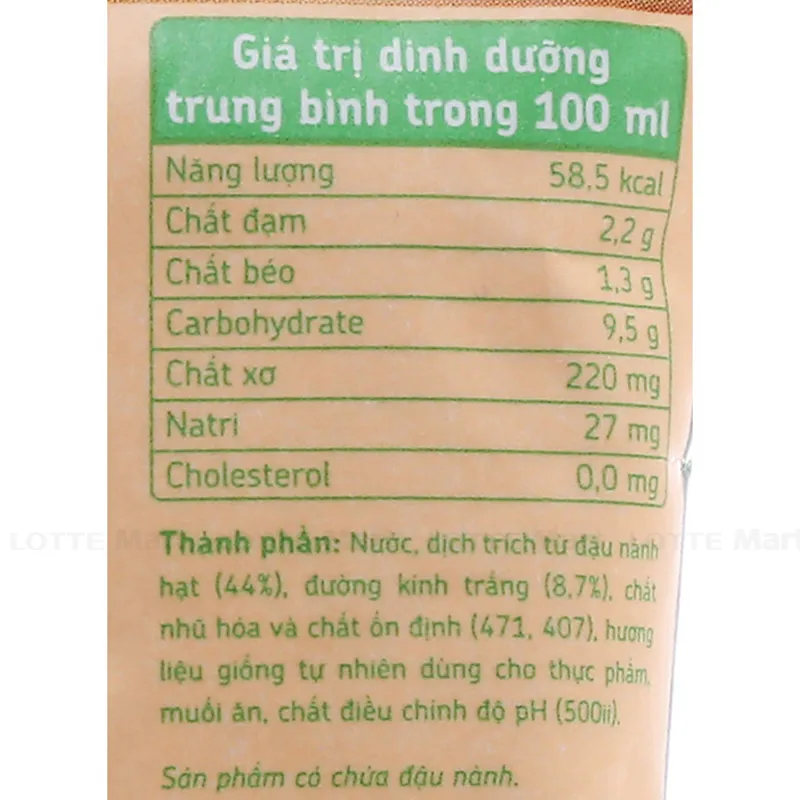 Giá trị dinh dưỡng
trung bình trong 100 ml
Năng lượng 58,5 kcal
Chất đạm 2,2 g
Chất béo 1,3 g
Carbohydrate 9,5 g
Chất xơ 220 mg
Natri 27 mg
Cholesterol 0,0 mg
LOTTE Mart
LOTTE Mart
Thành phần: Nước, dịch trích từ đậu nành
hạt (44%), đường kính trắng (8,7%), chất
nhũ hóa và chất ổn định (471, 407), hương
liệu giống tự nhiên dùng cho thực phẩm,
muối ăn, chất điều chỉnh độ pH (500ii).
Sản phẩm có chứa đậu nành.